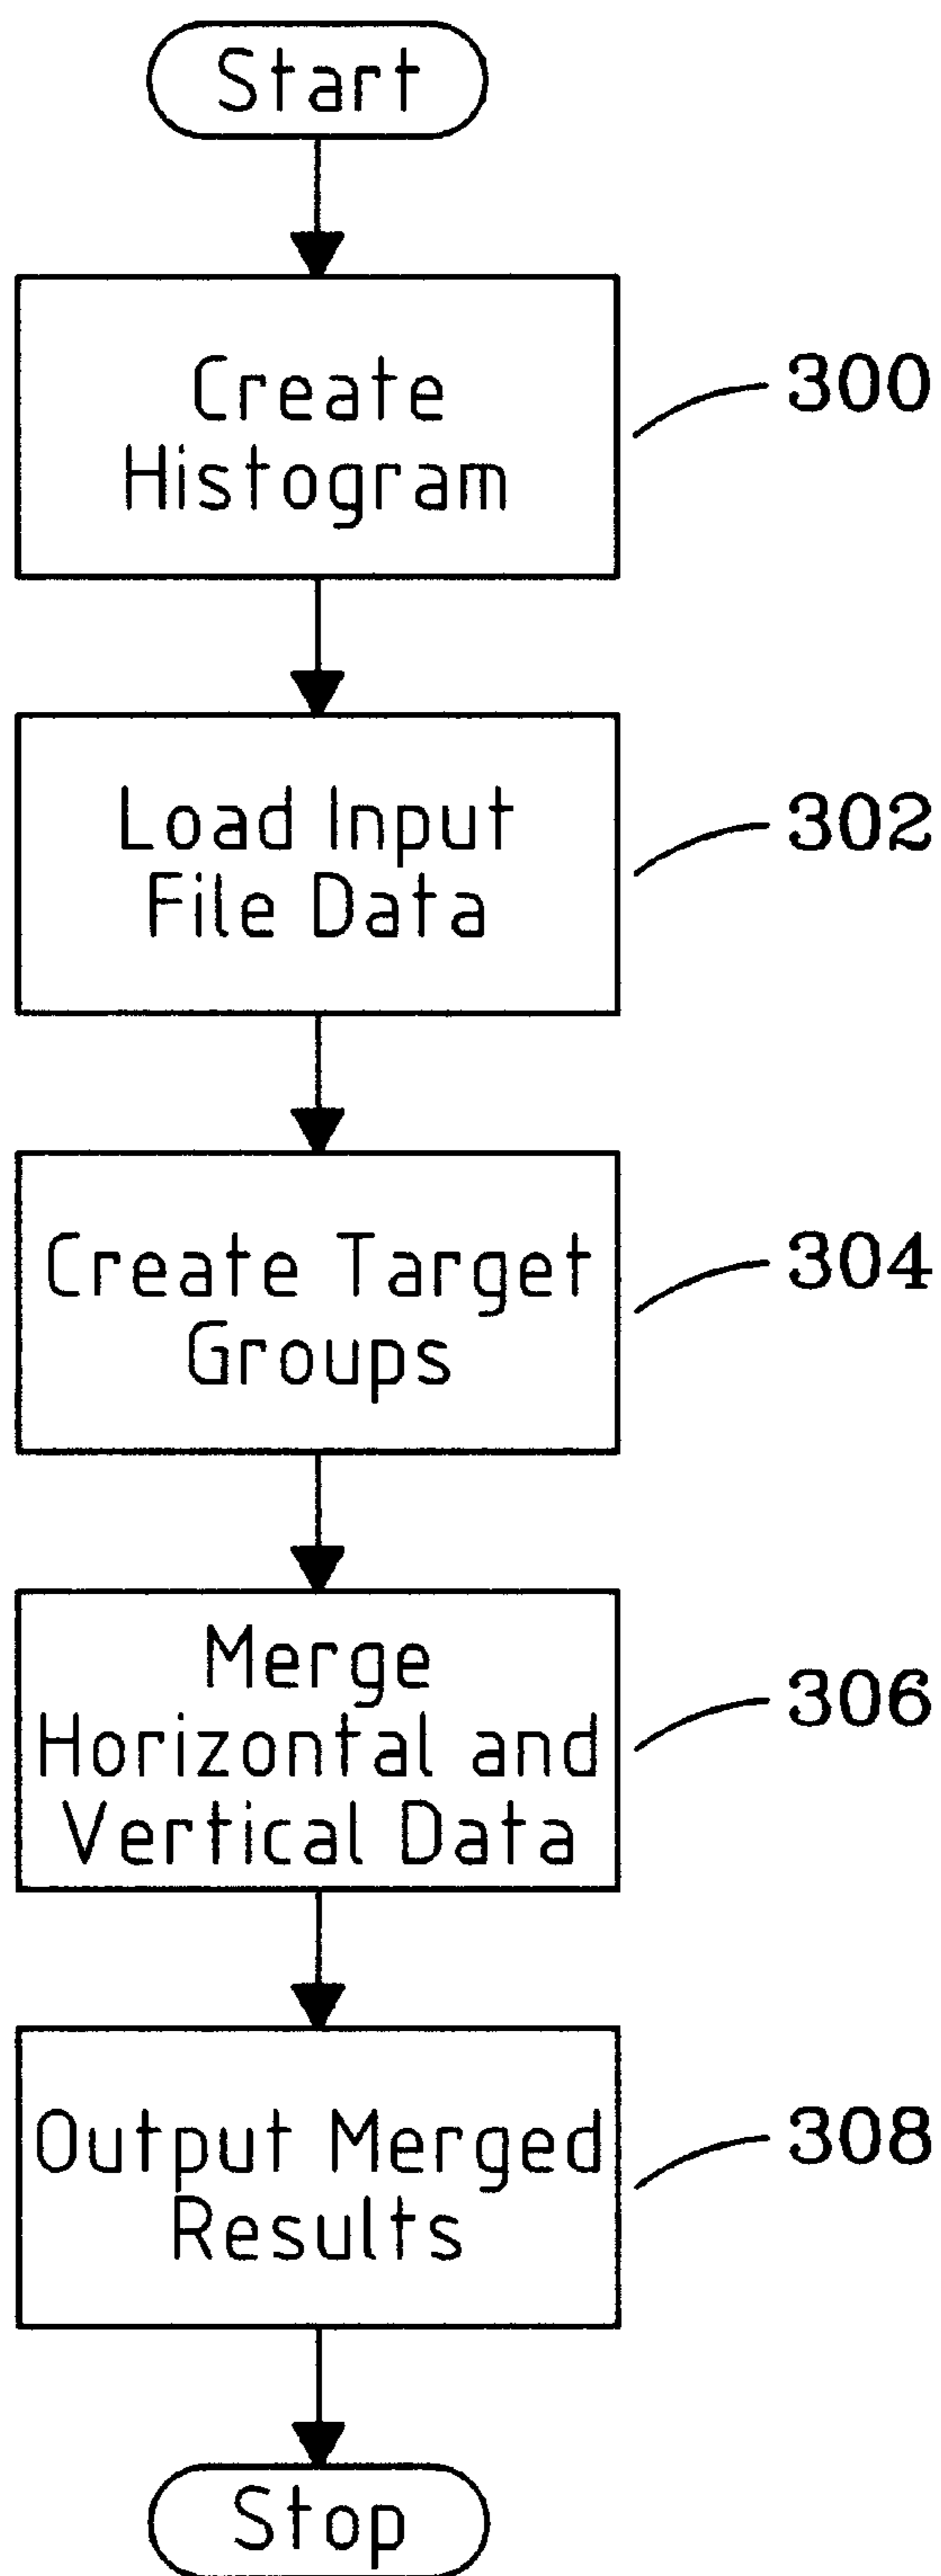 Start
Create
Histogram
300
Load Input
File Data
302
Create Target
Groups
304
Merge
Horizontal and
Vertical Data
306
Output Merged
Results
308
Stop